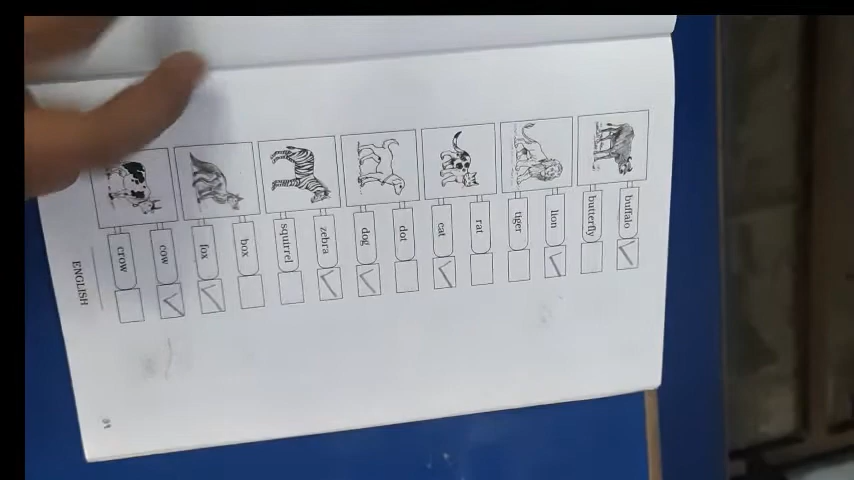 buffalo
butterfly
lion
tiger
rat
cat
dot
dog
zebra
squirrel
box
fox
cow
crow
ENGLISH